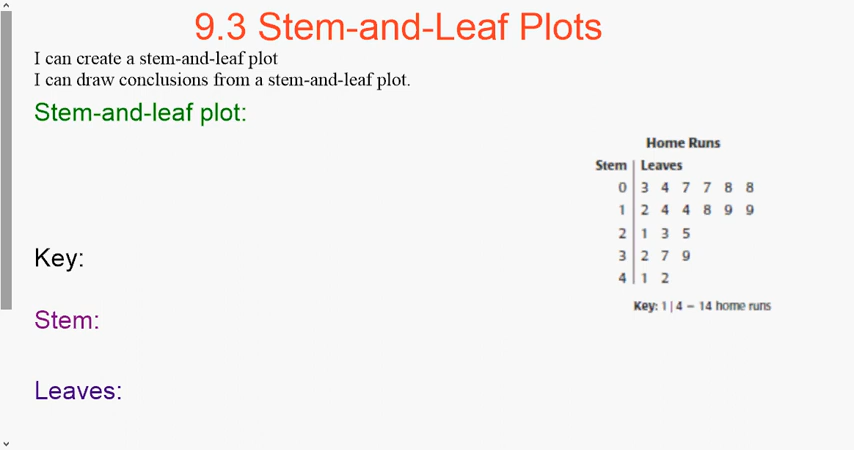 9.3 Stem-and-Leaf Plots
I can create a stem-and-leaf plot
I can draw conclusions from a stem-and-leaf plot.
Stem-and-leaf plot:
Key:
Stem:
Leaves:
Home Runs
Stem | Leaves
0 | 3 4 7 7 8 8
1 | 2 4 4 8 9 9
2 | 1 3 5
3 | 2 7 9
4 | 1 2
Key: 1 | 4 = 14 home runs